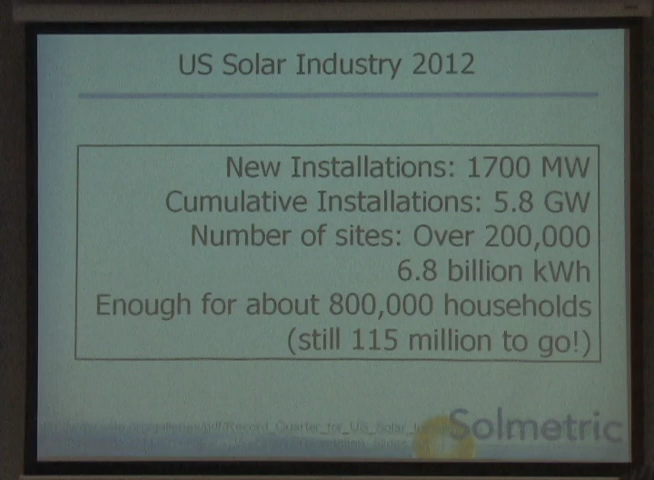 US Solar Industry 2012
New Installations: 1700 MW
Cumulative Installations: 5.8 GW
Number of sites: Over 200,000
6.8 billion kWh
Enough for about 800,000 households
(still 115 million to go!)
Solmetric